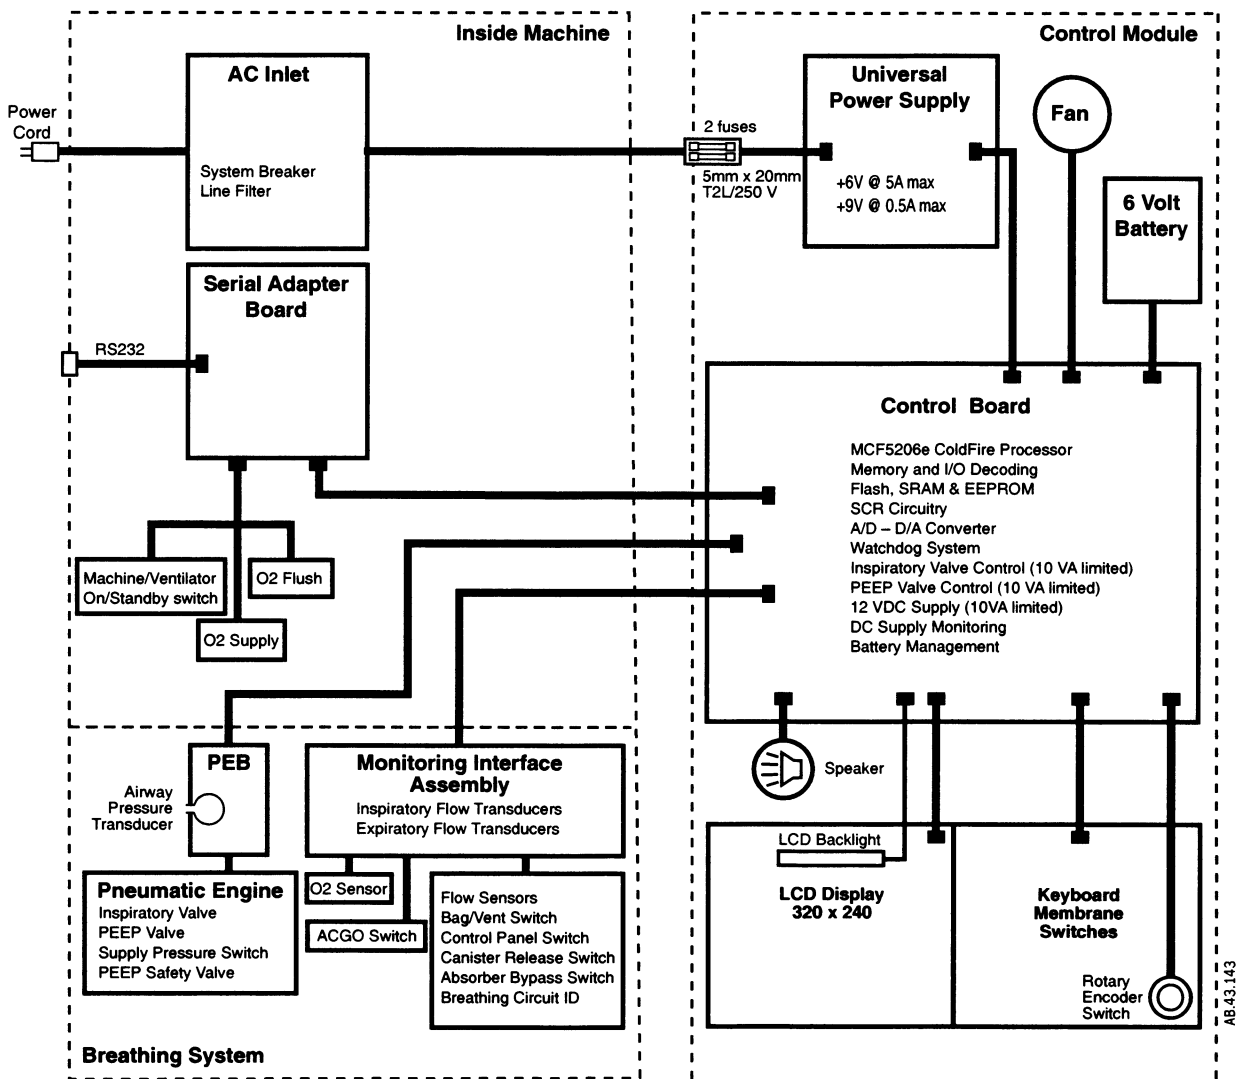 Inside Machine
Control Module
Power
Cord
AC Inlet
System Breaker
Line Filter
2 fuses
5mm x 20mm
T2L/250 V
Universal
Power Supply
+6V @ 5A max
+9V @ 0.5A max
Fan
6 Volt
Battery
Serial Adapter
Board
RS232
Machine/Ventilator
On/Standby switch
O2 Flush
O2 Supply
Control Board
MCF5206e ColdFire Processor
Memory and I/O Decoding
Flash, SRAM & EEPROM
SCR Circuitry
A/D – D/A Converter
Watchdog System
Inspiratory Valve Control (10 VA limited)
PEEP Valve Control (10 VA limited)
12 VDC Supply (10VA limited)
DC Supply Monitoring
Battery Management
PEB
Airway
Pressure
Transducer
Monitoring Interface
Assembly
Inspiratory Flow Transducers
Expiratory Flow Transducers
Speaker
Pneumatic Engine
Inspiratory Valve
PEEP Valve
Supply Pressure Switch
PEEP Safety Valve
O2 Sensor
ACGO Switch
Flow Sensors
Bag/Vent Switch
Control Panel Switch
Canister Release Switch
Absorber Bypass Switch
Breathing Circuit ID
LCD Backlight
LCD Display
320 x 240
Keyboard
Membrane
Switches
Rotary
Encoder
Switch
Breathing System
AB.43.143